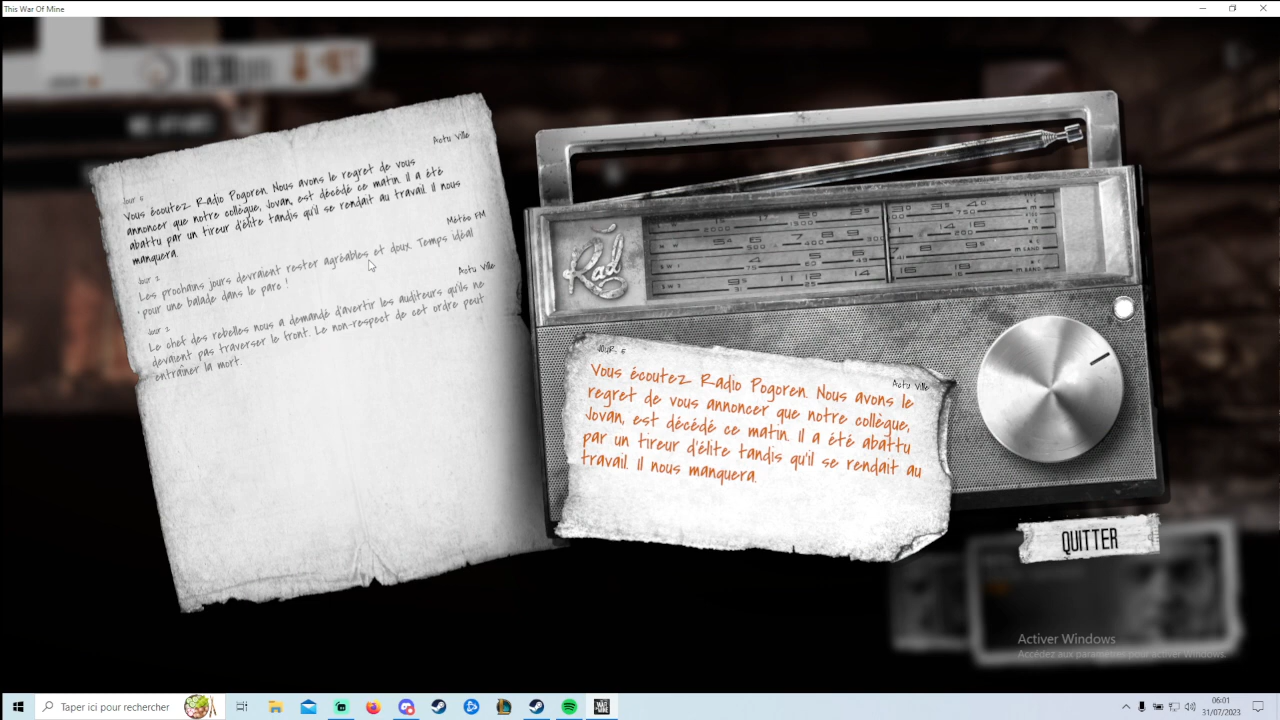 This War Of Mine
Actu Ville
Jour 6
Vous écoutez Radio Pogoren. Nous avons le regret de vous
annoncer que notre collègue, Jovan, est décédé ce matin. Il a été
abattu par un tireur d'élite tandis qu'il se rendait au travail. Il nous
manquera.
Météo FM
Jour 2
Les prochains jours devraient rester agréables et doux. Temps idéal
pour une balade dans le parc !
Actu Ville
Jour 2
Le chef des rebelles nous a demandé d'avertir les auditeurs qu'ils ne
devaient pas traverser le front. Le non-respect de cet ordre peut
entraîner la mort.
Rad
JOUR 6
Actu Ville
Vous écoutez Radio Pogoren. Nous avons le
regret de vous annoncer que notre collègue,
Jovan, est décédé ce matin. Il a été abattu
par un tireur d'élite tandis qu'il se rendait au
travail. Il nous manquera.
QUITTER
Activer Windows
Accédez aux paramètres pour activer Windows.
Taper ici pour rechercher
06:01
31/07/2023